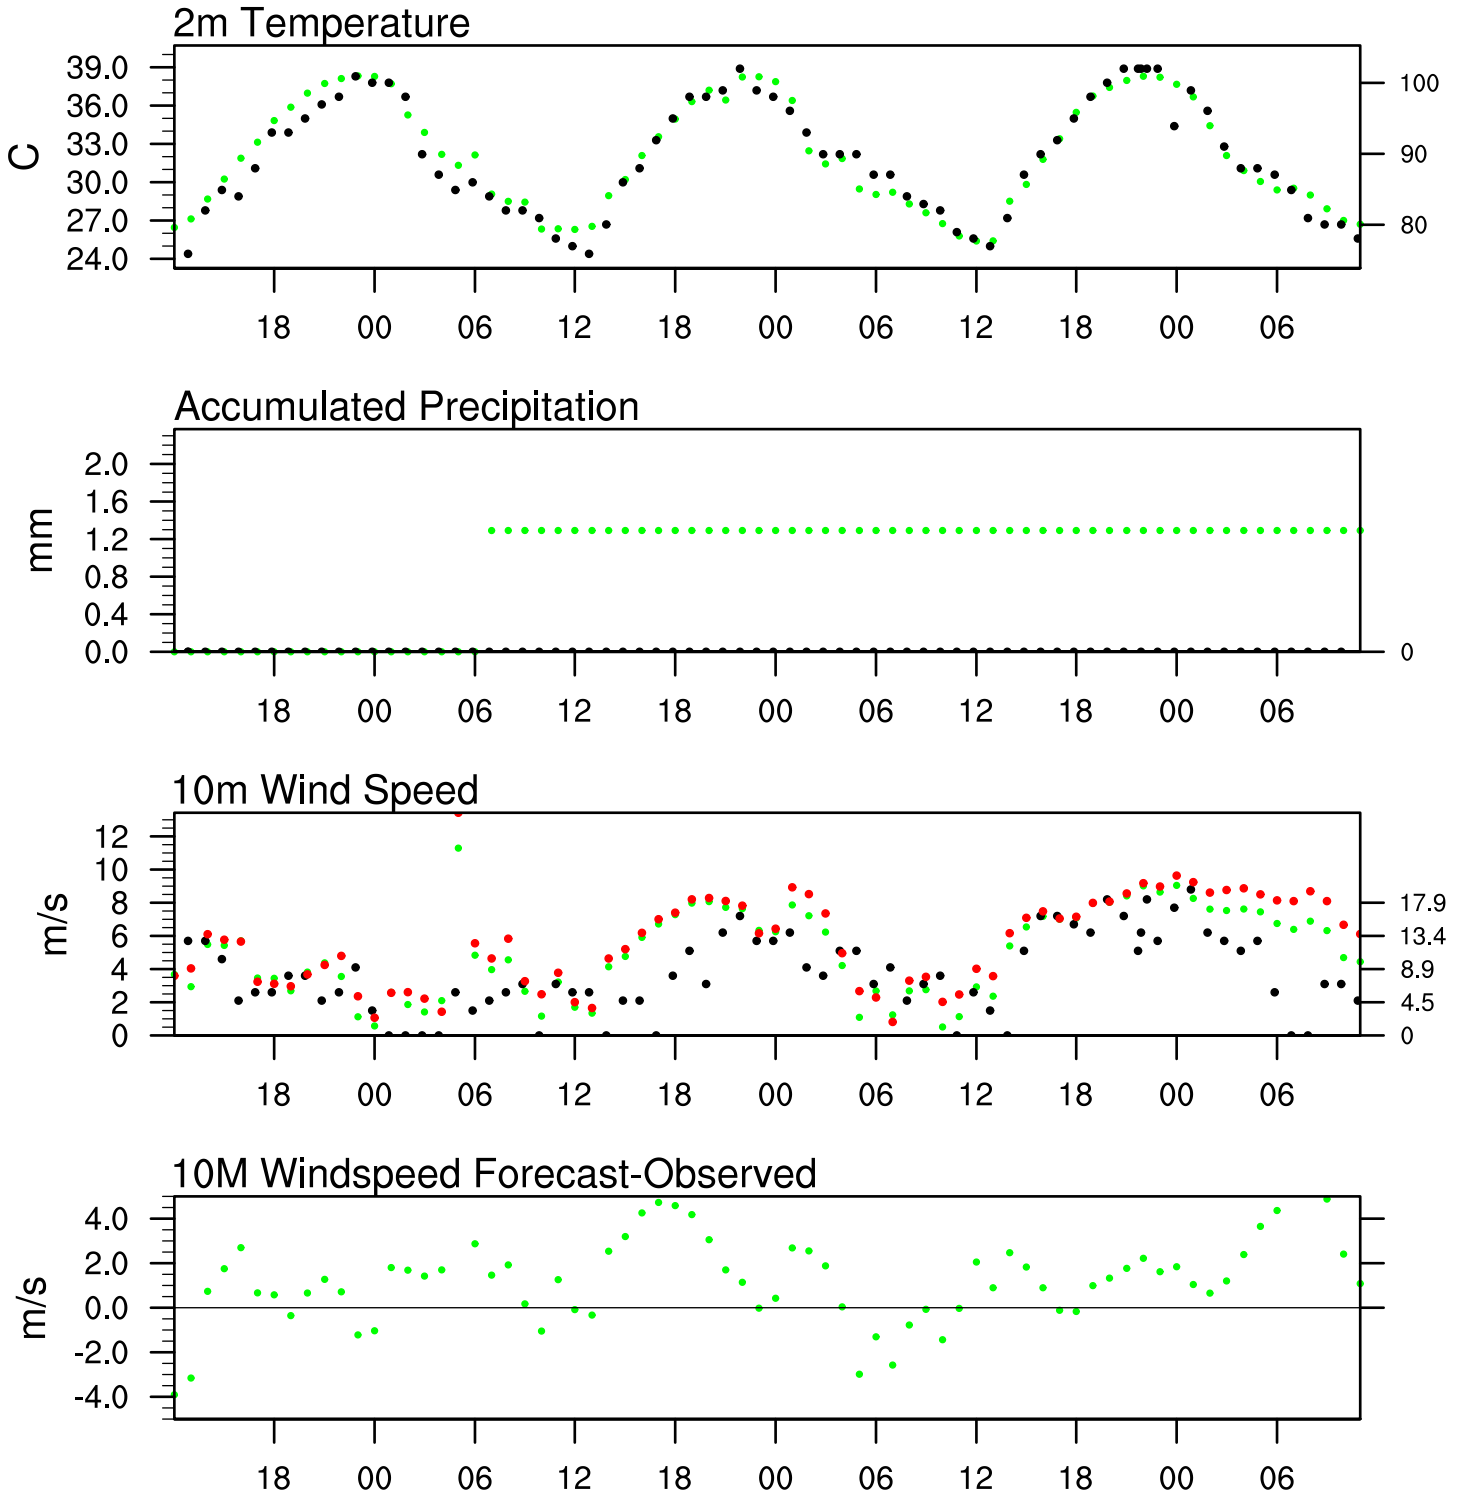 2m Temperature
39.0
36.0
33.0
30.0
27.0
24.0
C
100
90
80
18 00 06 12 18 00 06 12 18 00 06
Accumulated Precipitation
2.0
1.6
1.2
0.8
0.4
0.0
mm
0
18 00 06 12 18 00 06 12 18 00 06
10m Wind Speed
12
10
8
6
4
2
0
m/s
17.9
13.4
8.9
4.5
0
18 00 06 12 18 00 06 12 18 00 06
10M Windspeed Forecast-Observed
4.0
2.0
0.0
-2.0
-4.0
m/s
18 00 06 12 18 00 06 12 18 00 06